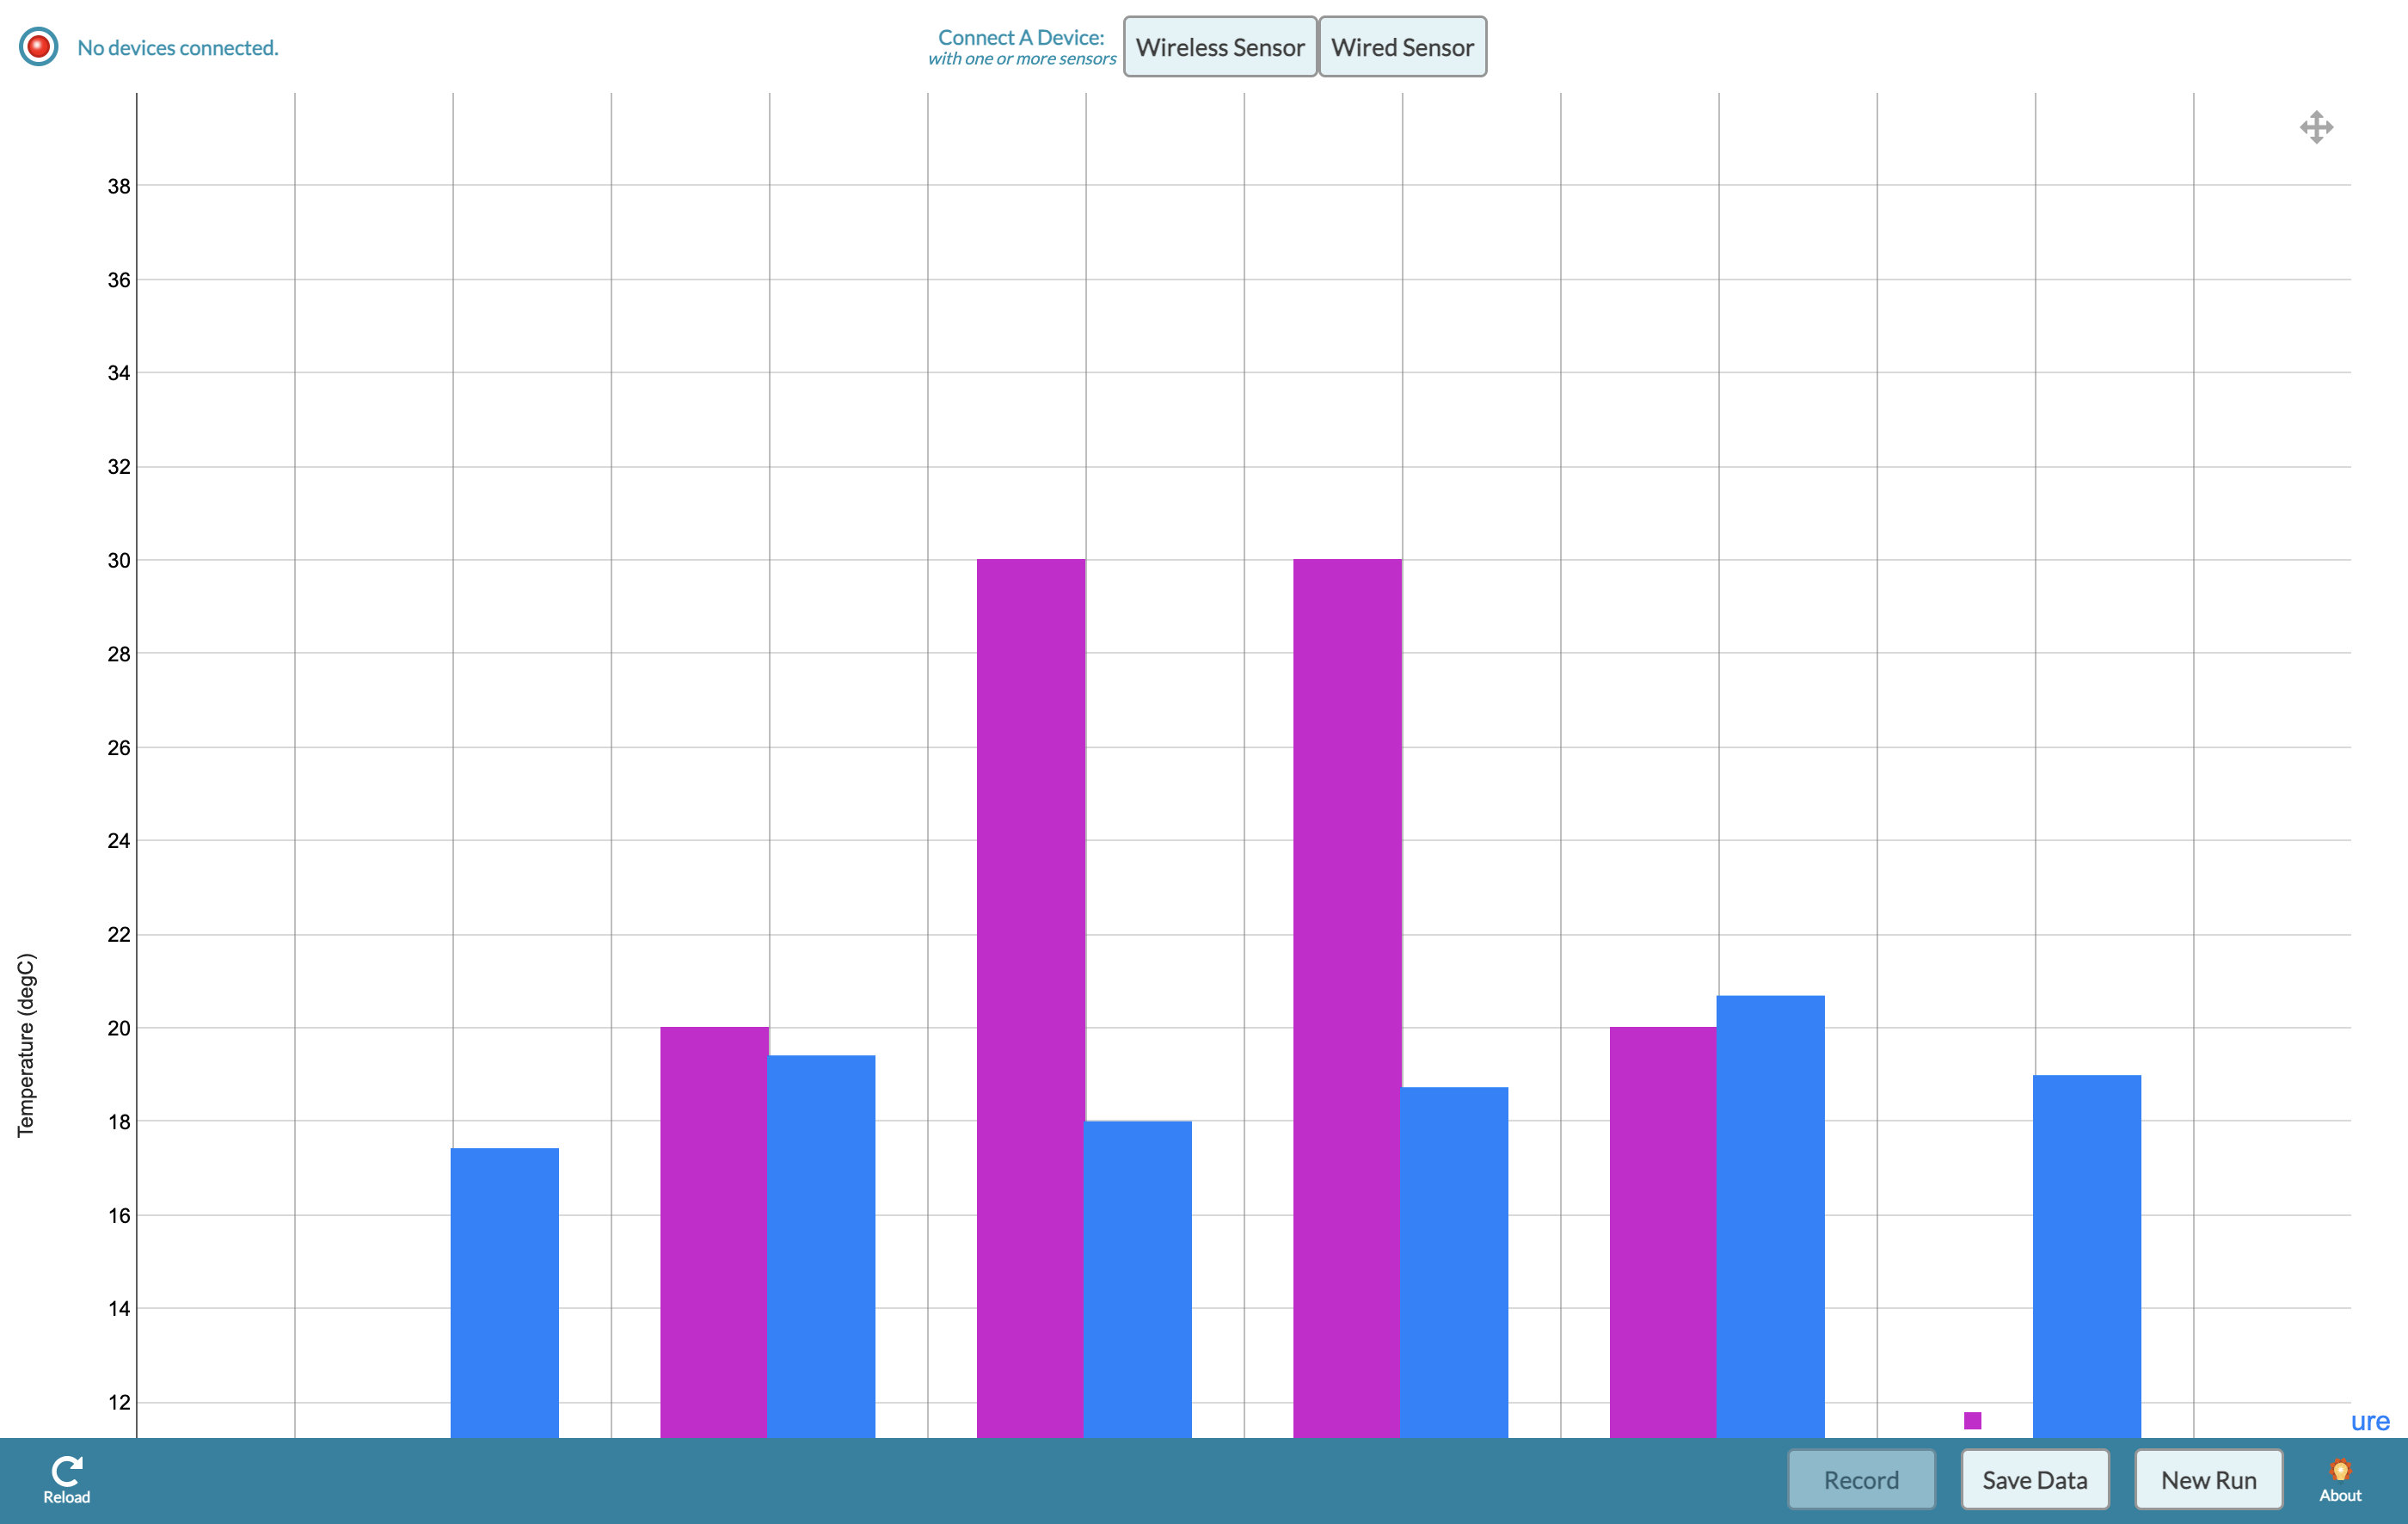 No devices connected.
Connect A Device:
with one or more sensors
Wireless Sensor
Wired Sensor
38
36
34
32
30
28
26
24
22
20
18
16
14
12
Temperature (degC)
ure
Reload
Record
Save Data
New Run
About